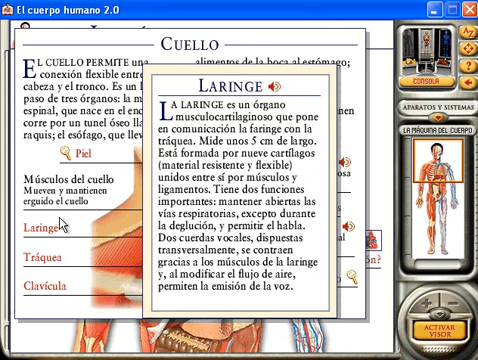 El cuerpo humano 2.0
CUELLO
EL CUELLO PERMITE una
conexión flexible entre
cabeza y el tronco. Es un
paso de tres órganos: la m
espinal, que nace en el enc
corre por un tunel óseo lla
raquis; el esófago, que llev
alimentos de la boca al estómago;
Piel
Músculos del cuello
Mueven y mantienen
erguido el cuello
Laringe
Tráquea
Clavícula
LARINGE
LA LARINGE es un órgano
musculocartilaginoso que pone
en comunicación la faringe con la
tráquea. Mide unos 5 cm de largo.
Está formada por nueve cartílagos
(material resistente y flexible)
unidos entre sí por músculos y
ligamentos. Tiene dos funciones
importantes: mantener abiertas las
vías respiratorias, excepto durante
la deglución, y permitir el habla.
Dos cuerdas vocales, dispuestas
transversalmente, se contraen
gracias a los músculos de la laringe
y, al modificar el flujo de aire,
permiten la emisión de la voz.
CONSOLA
APARATOS Y SISTEMAS
LA MÁQUINA DEL CUERPO
ACTIVAR
VISOR